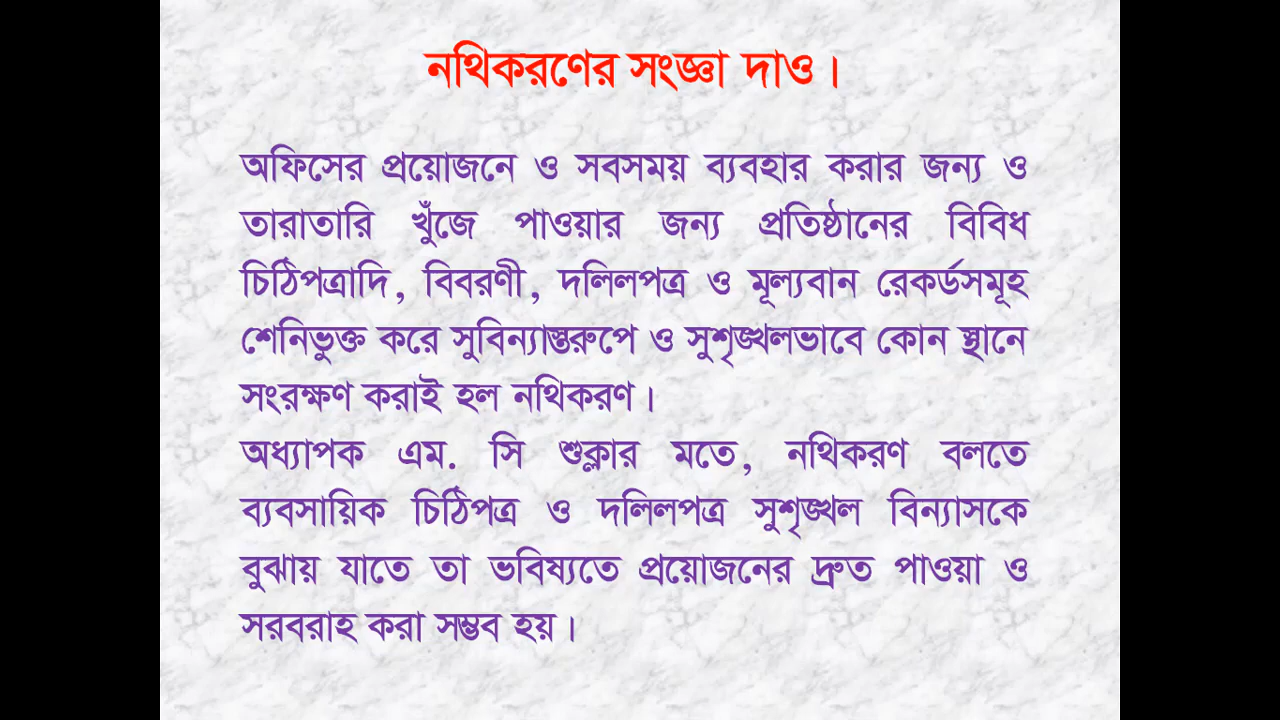 নথিকরণের সংজ্ঞা দাও।
অফিসের প্রয়োজনে ও সবসময় ব্যবহার করার জন্য ও
তারাতারি খুঁজে পাওয়ার জন্য প্রতিষ্ঠানের বিবিধ
চিঠিপত্রাদি, বিবরণী, দলিলপত্র ও মূল্যবান রেকর্ডসমূহ
শেনিভুক্ত করে সুবিন্যাস্তরুপে ও সুশৃঙ্খলভাবে কোন স্থানে
সংরক্ষণ করাই হল নথিকরণ।
অধ্যাপক এম. সি শুক্লার মতে, নথিকরণ বলতে
ব্যবসায়িক চিঠিপত্র ও দলিলপত্র সুশৃঙ্খল বিন্যাসকে
বুঝায় যাতে তা ভবিষ্যতে প্রয়োজনের দ্রুত পাওয়া ও
সরবরাহ করা সম্ভব হয়।